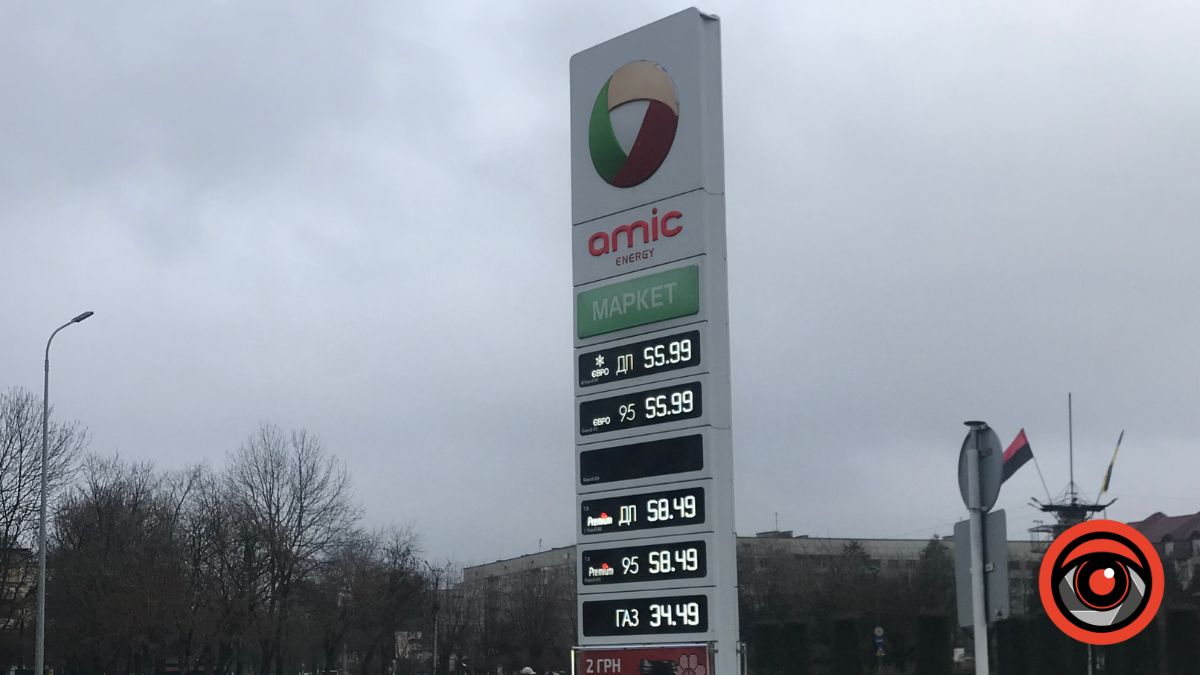 amic
ENERGY
МАРКЕТ
ЄВРО ДП 55.99
ЄВРО 95 55.99
Premium ДП 58.49
Premium 95 58.49
ГАЗ 34.49
2 ГРН